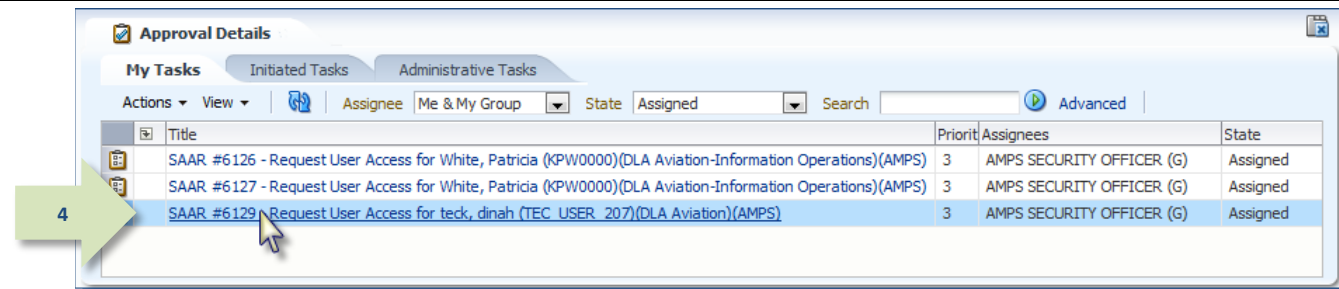 Approval Details
My Tasks Initiated Tasks Administrative Tasks
Actions View Assignee Me & My Group State Assigned Search Advanced
Title Priorit Assignees State
SAAR #6126 - Request User Access for White, Patricia (KPW0000)(DLA Aviation-Information Operations)(AMPS) 3 AMPS SECURITY OFFICER (G) Assigned
SAAR #6127 - Request User Access for White, Patricia (KPW0000)(DLA Aviation-Information Operations)(AMPS) 3 AMPS SECURITY OFFICER (G) Assigned
4 SAAR #6129 - Request User Access for teck, dinah (TEC_USER_207)(DLA Aviation)(AMPS) 3 AMPS SECURITY OFFICER (G) Assigned